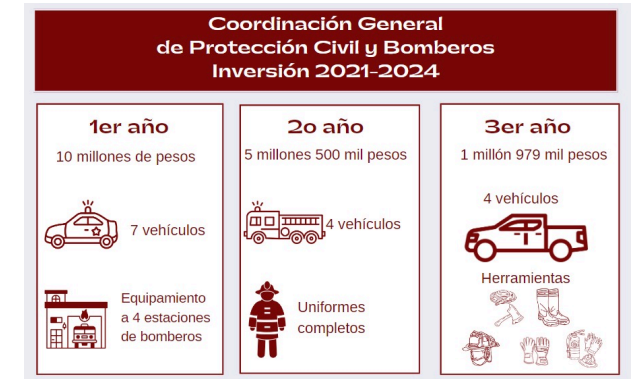 Coordinación General
de Protección Civil y Bomberos
Inversión 2021-2024
1er año
10 millones de pesos
7 vehículos
Equipamiento
a 4 estaciones
de bomberos
2o año
5 millones 500 mil pesos
4 vehículos
Uniformes
completos
3er año
1 millón 979 mil pesos
4 vehículos
Herramientas